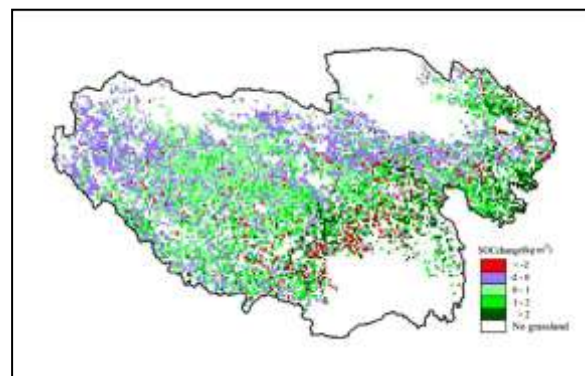 SOCchange(kg m²)
< -2
-2 - 0
0 - 1
1 - 2
> 2
No grassland